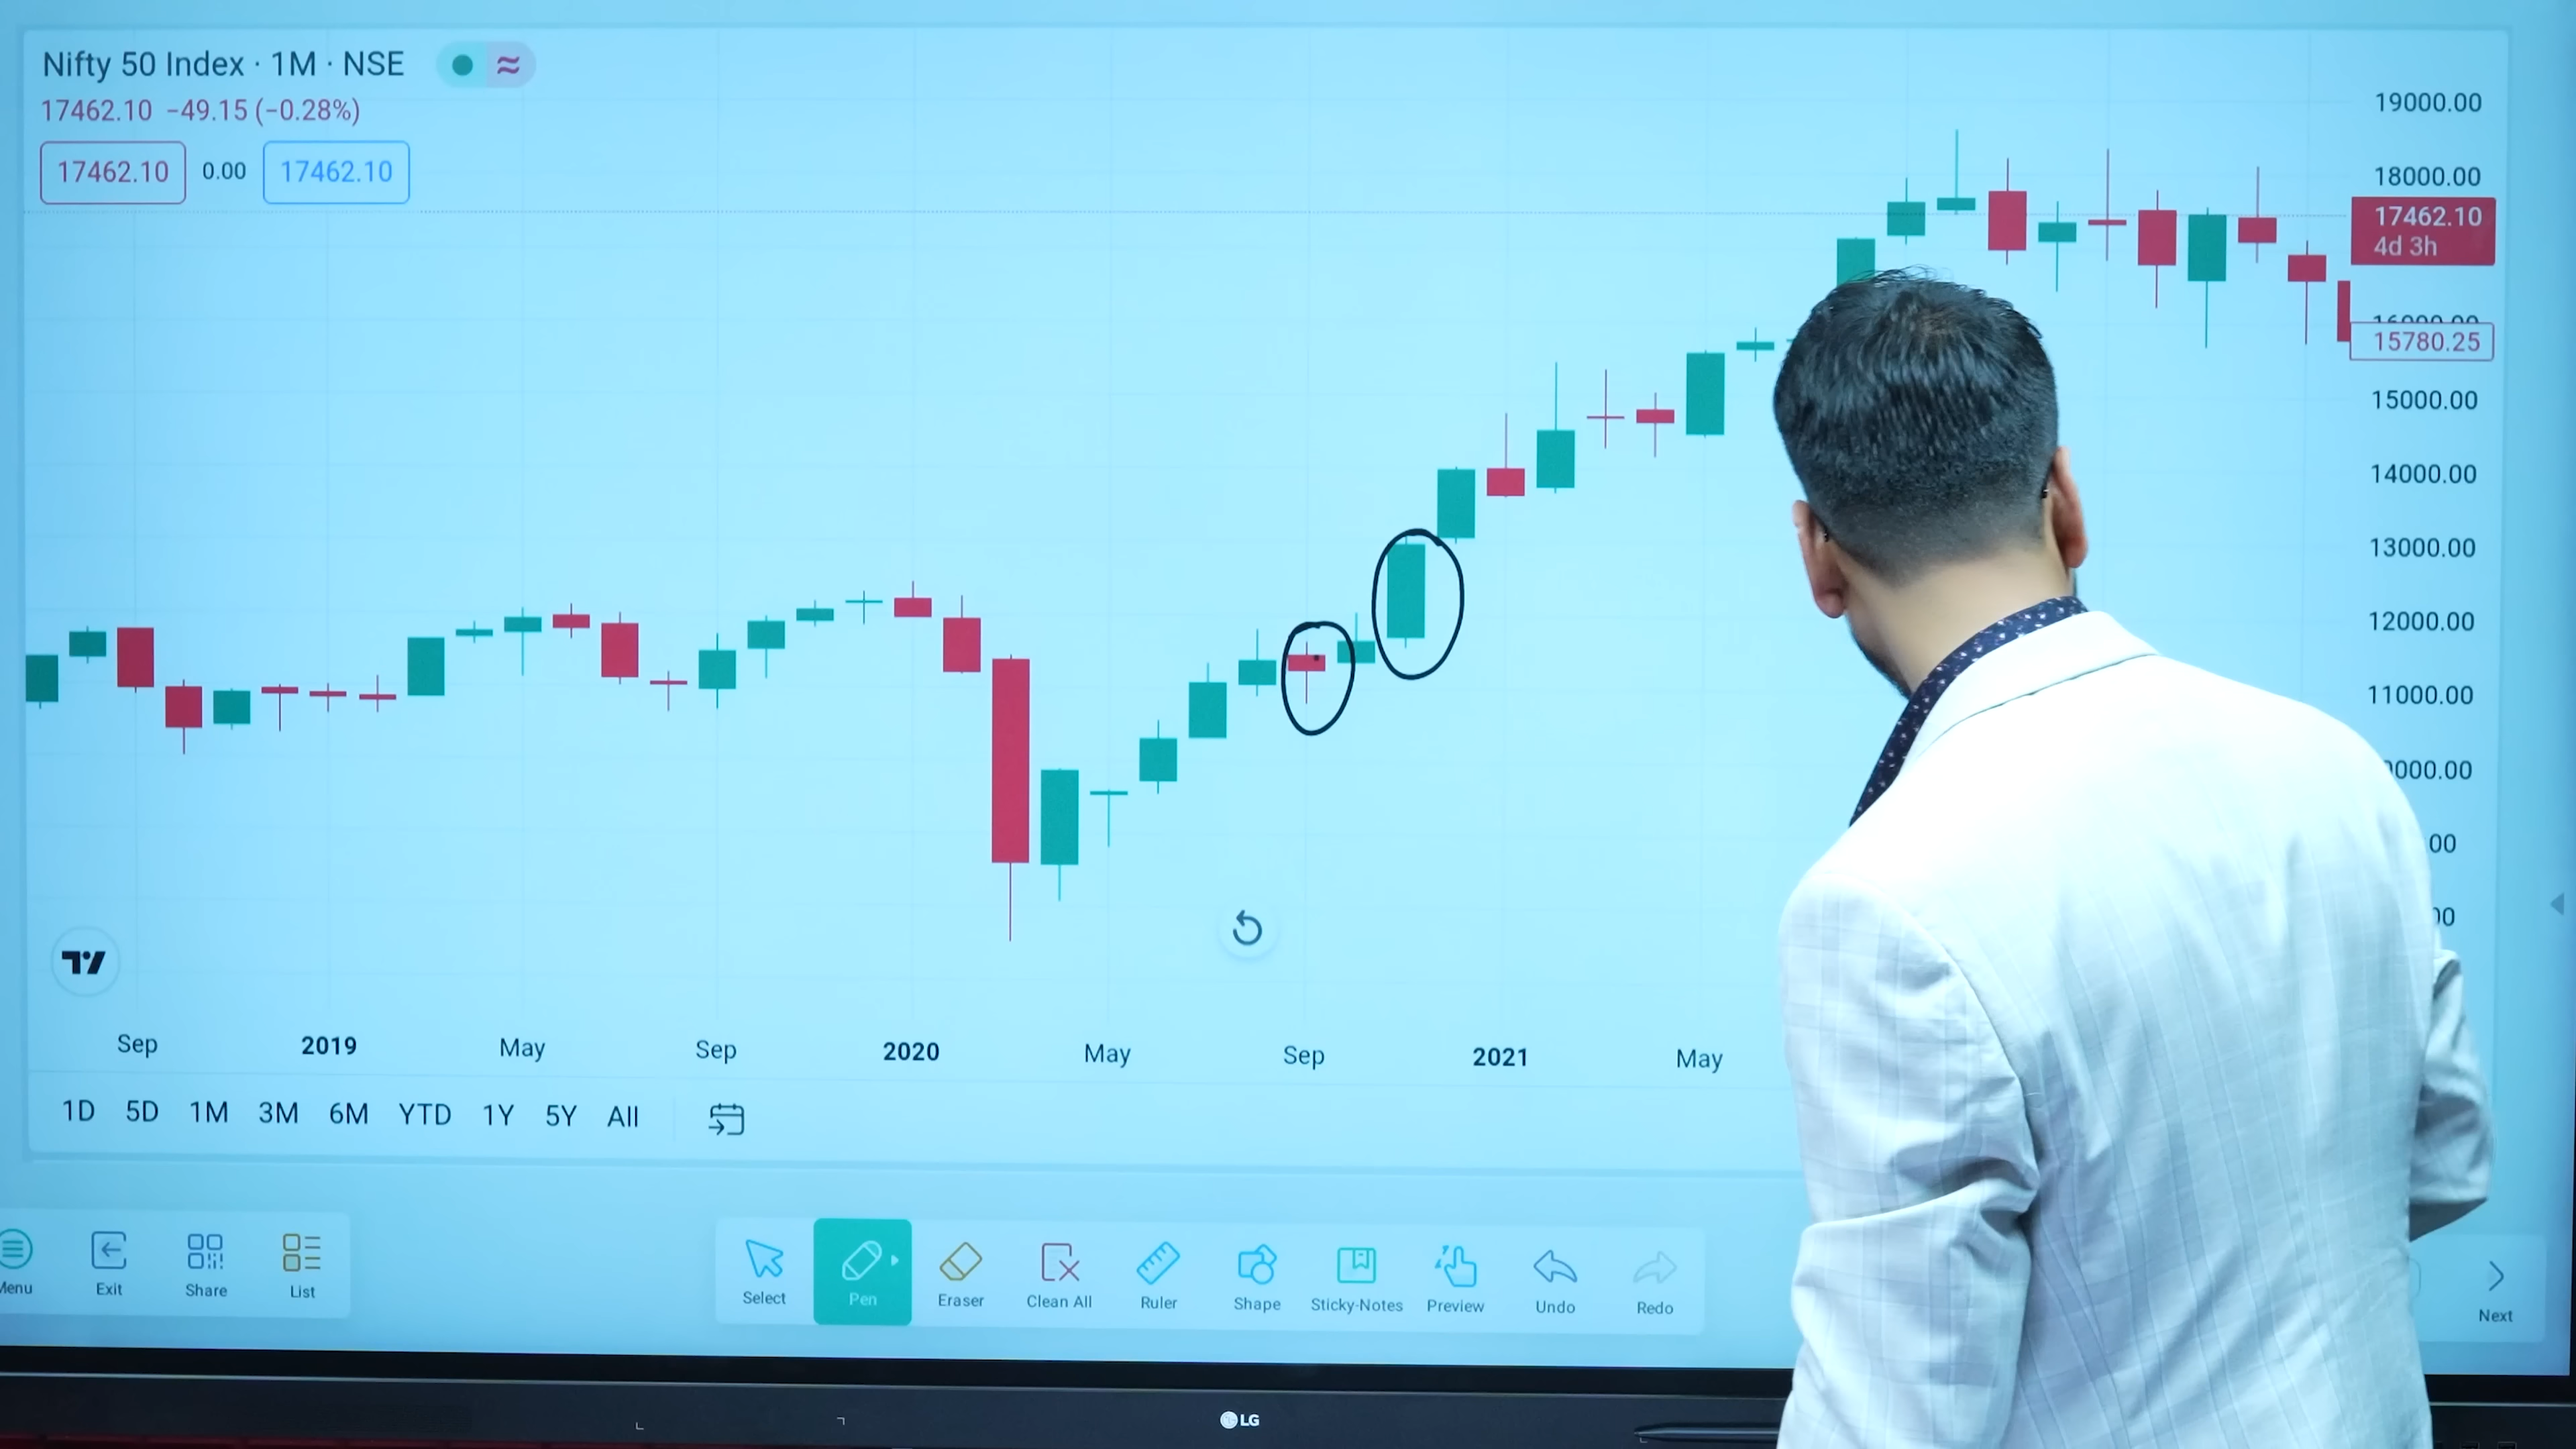 Nifty 50 Index · 1M · NSE
17462.10 −49.15 (−0.28%)
17462.10 0.00 17462.10
19000.00
18000.00
17462.10
4d 3h
16000.00
15780.25
15000.00
14000.00
13000.00
12000.00
11000.00
0000.00
00
00
Sep 2019 May Sep 2020 May Sep 2021 May
1D 5D 1M 3M 6M YTD 1Y 5Y All
Menu Exit Share List Select Pen Eraser Clean All Ruler Shape Sticky-Notes Preview Undo Redo Next
LG